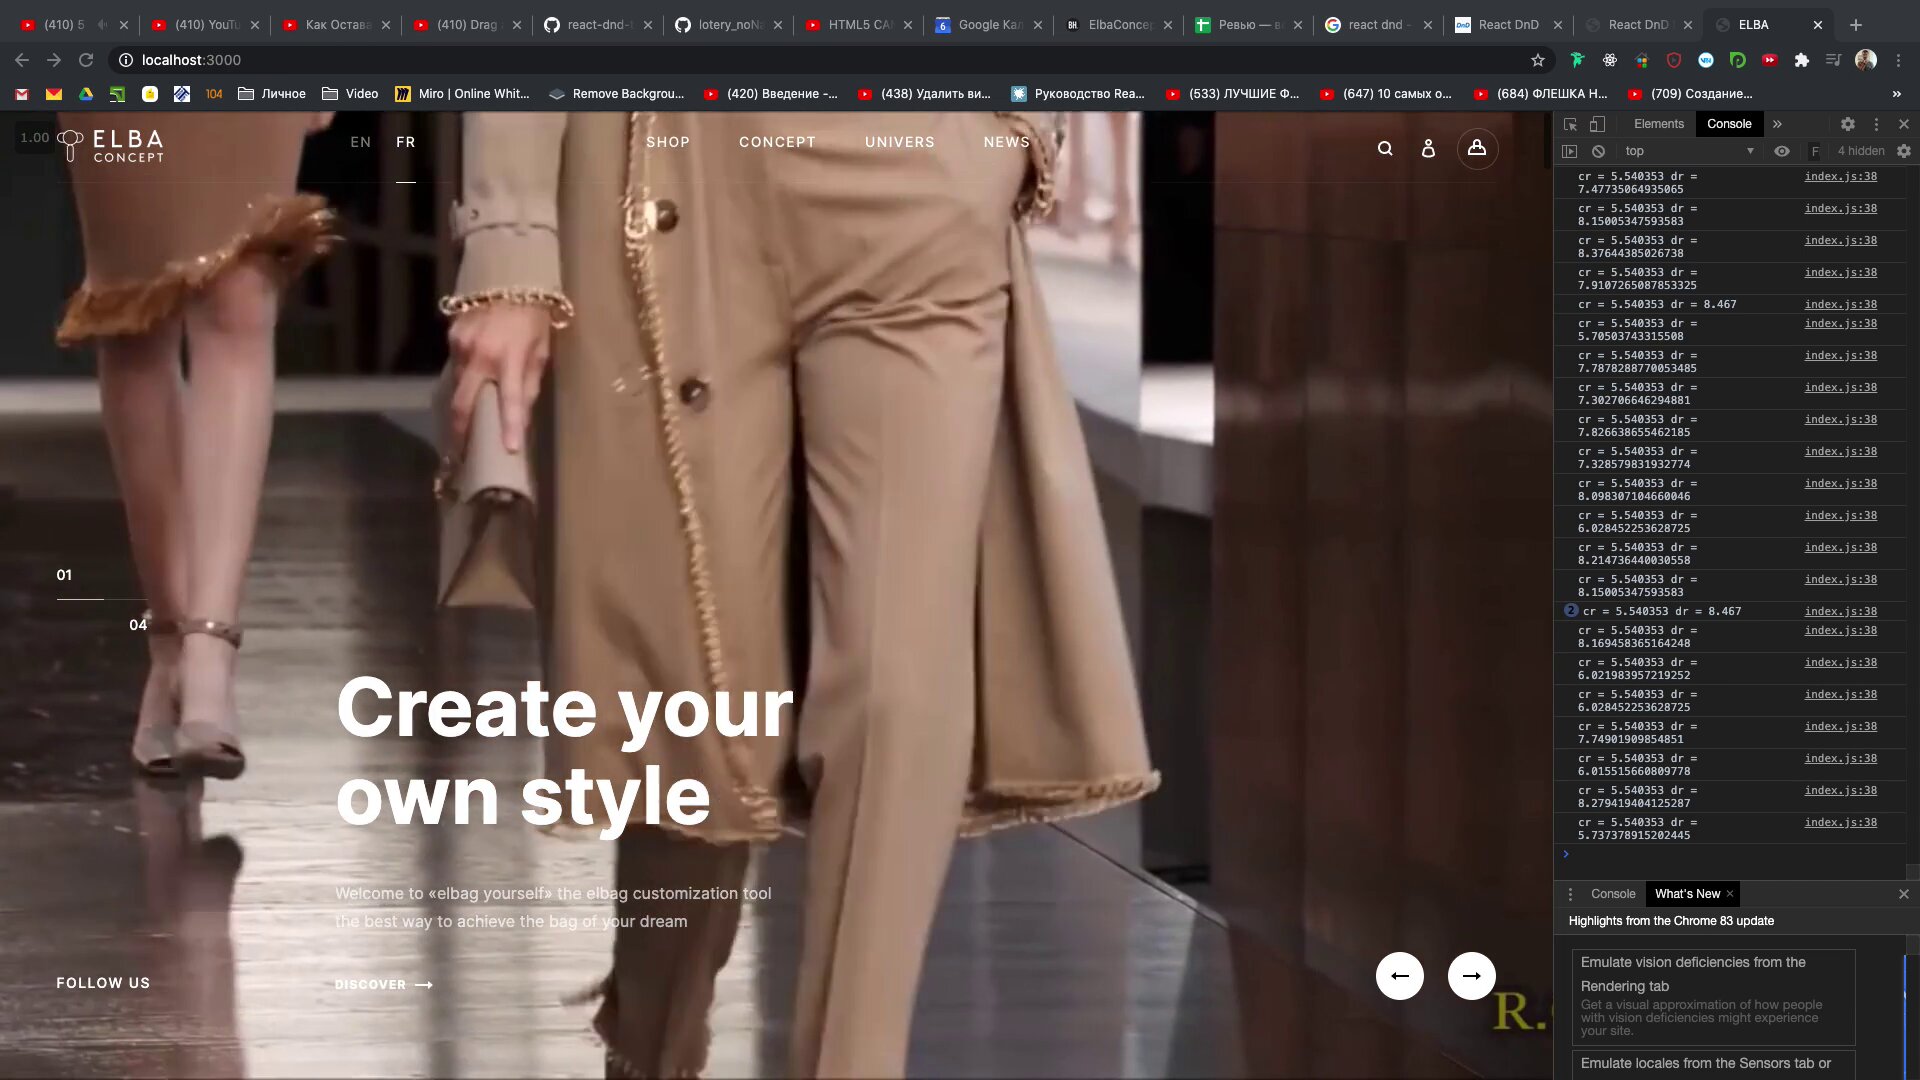 (410) 5
(410) YouTu
Как Остава
(410) Drag
react-dnd-t
lotery_noNa
HTML5 CAN
Google Кал
ElbaConcep
Ревью — в
react dnd -
React DnD
React DnD
ELBA
localhost:3000
104
Личное
Video
Miro | Online Whit...
Remove Backgrou...
(420) Введение -...
(438) Удалить ви...
Руководство Rea...
(533) ЛУЧШИЕ Ф...
(647) 10 самых о...
(684) ФЛЕШКА Н...
(709) Создание...
»
1.00
ELBA
CONCEPT
EN FR
SHOP CONCEPT UNIVERS NEWS
01
04
Create your
own style
Welcome to «elbag yourself» the elbag customization tool
the best way to achieve the bag of your dream
DISCOVER
FOLLOW US
R.
Elements Console »
top
F
4 hidden
cr = 5.540353 dr = index.js:38
7.47735064935065
cr = 5.540353 dr = index.js:38
8.15005347593583
cr = 5.540353 dr = index.js:38
8.37644385026738
cr = 5.540353 dr = index.js:38
7.9107265087853325
cr = 5.540353 dr = 8.467 index.js:38
cr = 5.540353 dr = index.js:38
5.70503743315508
cr = 5.540353 dr = index.js:38
7.7878288770053485
cr = 5.540353 dr = index.js:38
7.302706646294881
cr = 5.540353 dr = index.js:38
7.826638655462185
cr = 5.540353 dr = index.js:38
7.328579831932774
cr = 5.540353 dr = index.js:38
8.098307104660046
cr = 5.540353 dr = index.js:38
6.028452253628725
cr = 5.540353 dr = index.js:38
8.214736440030558
cr = 5.540353 dr = index.js:38
8.15005347593583
2 cr = 5.540353 dr = 8.467 index.js:38
cr = 5.540353 dr = index.js:38
8.169458365164248
cr = 5.540353 dr = index.js:38
6.021983957219252
cr = 5.540353 dr = index.js:38
6.028452253628725
cr = 5.540353 dr = index.js:38
7.74901909854851
cr = 5.540353 dr = index.js:38
6.015515660809778
cr = 5.540353 dr = index.js:38
8.279419404125287
cr = 5.540353 dr = index.js:38
5.737378915202445
Console What's New
Highlights from the Chrome 83 update
Emulate vision deficiencies from the
Rendering tab
Get a visual approximation of how people
with vision deficiencies might experience
your site.
Emulate locales from the Sensors tab or